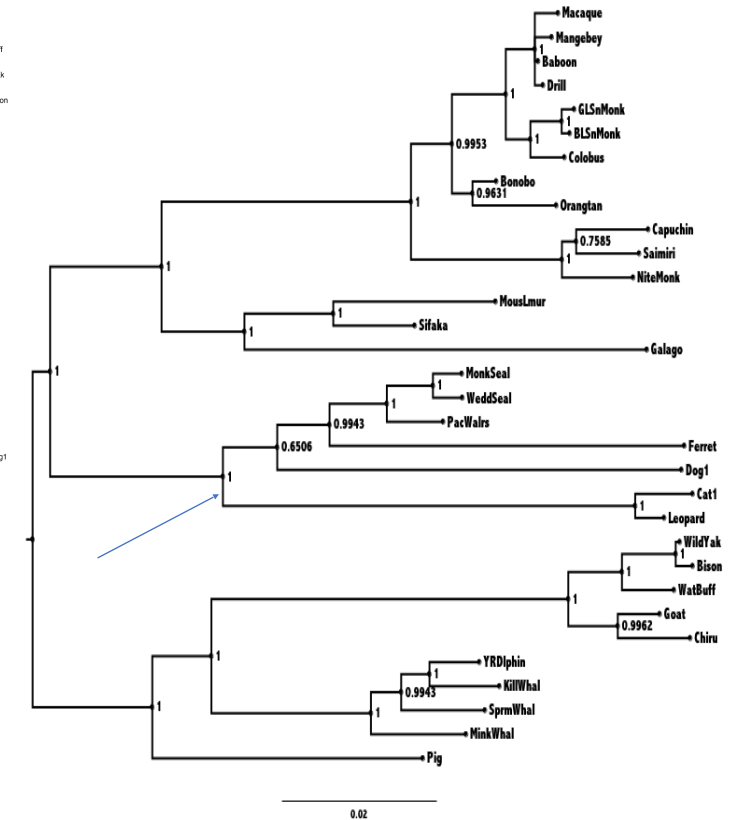 Macaque
Mangebey
1
Baboon
Drill
1
GLSnMonk
1
BLSnMonk
1
Colobus
0.9953
Bonobo
0.9631
Orangtan
1
Capuchin
0.7585
Saimiri
1
NiteMonk
1
MousLmur
1
Sifaka
1
Galago
1
MonkSeal
1
WeddSeal
1
PacWalrs
0.9943
Ferret
0.6506
Dog1
1
Cat1
1
Leopard
WildYak
1
Bison
1
WatBuff
1
Goat
0.9962
Chiru
1
YRDlphin
1
KillWhal
0.9943
SprmWhal
1
MinkWhal
1
Pig
0.02
f
k
on
g1